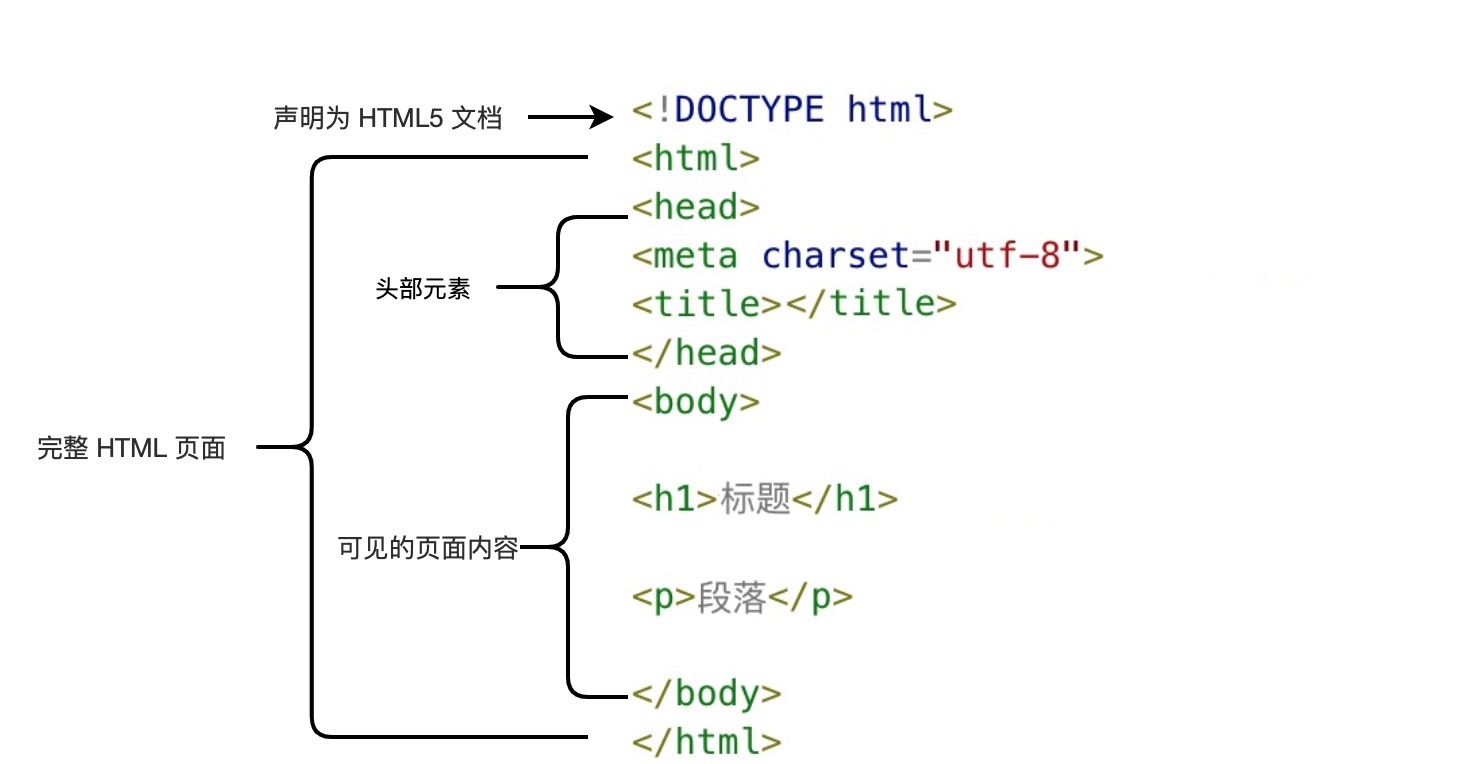 声明为 HTML5 文档
<!DOCTYPE html>
<html>
<head>
<meta charset="utf-8">
头部元素
<title></title>
</head>
<body>
完整 HTML 页面
<h1>标题</h1>
可见的页面内容
<p>段落</p>
</body>
</html>